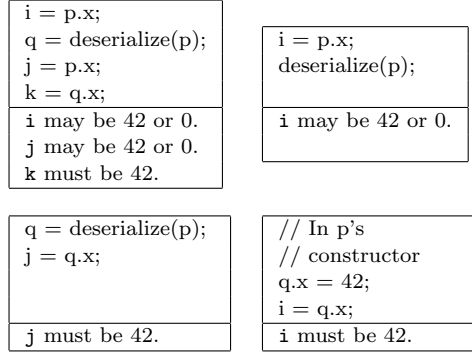 i = p.x;
q = deserialize(p);
j = p.x;
k = q.x;
i may be 42 or 0.
j may be 42 or 0.
k must be 42.
i = p.x;
deserialize(p);
i may be 42 or 0.
q = deserialize(p);
j = q.x;
j must be 42.
// In p's
// constructor
q.x = 42;
i = q.x;
i must be 42.